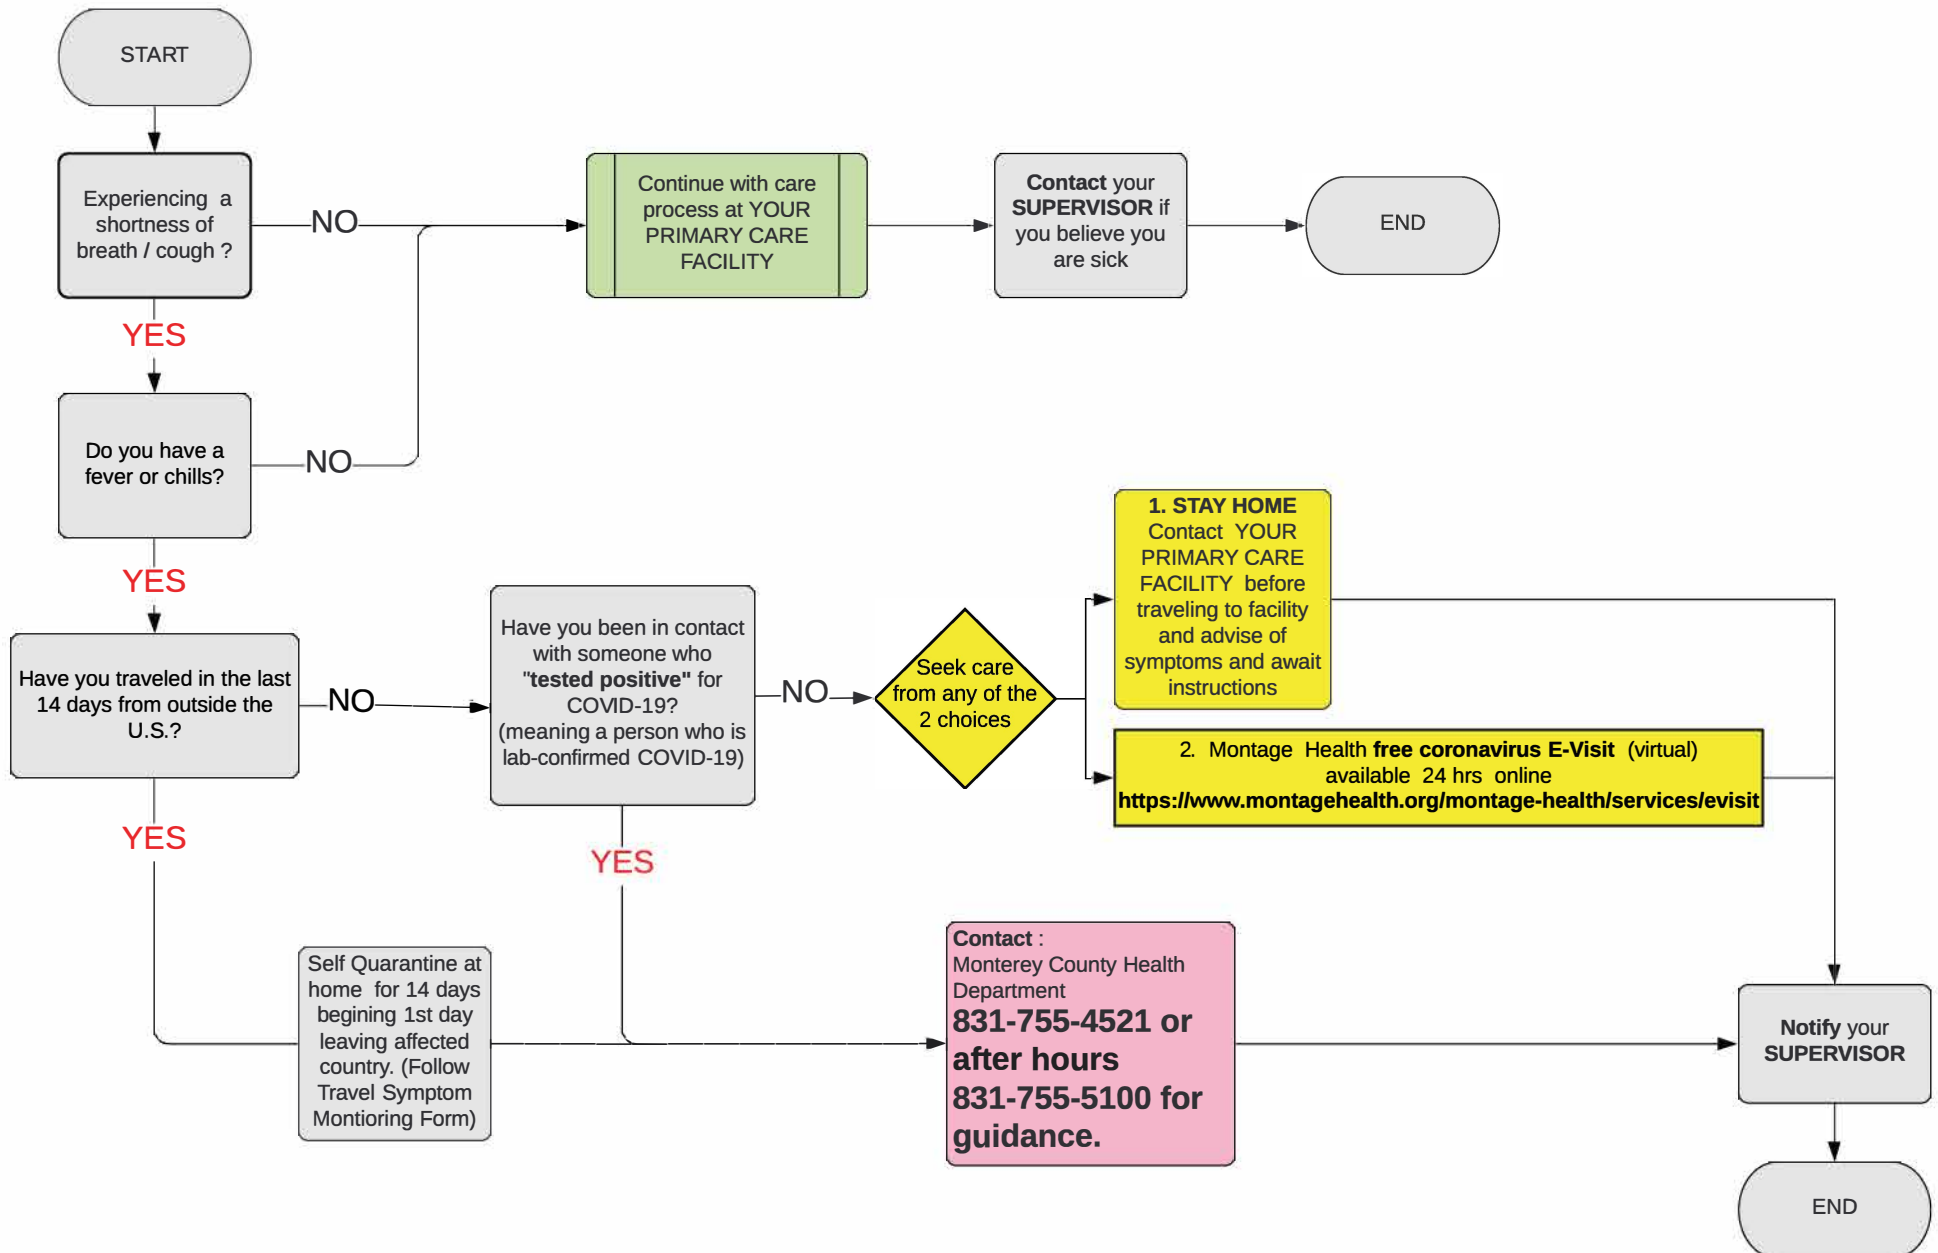 START
Experiencing a
shortness of
breath / cough ?
NO
Continue with care
process at YOUR
PRIMARY CARE
FACILITY
Contact your
SUPERVISOR if
you believe you
are sick
END
YES
Do you have a
fever or chills?
NO
YES
Have you traveled in the last
14 days from outside the
U.S.?
NO
Have you been in contact
with someone who
"tested positive" for
COVID-19?
(meaning a person who is
lab-confirmed COVID-19)
NO
Seek care
from any of the
2 choices
1. STAY HOME
Contact YOUR
PRIMARY CARE
FACILITY before
traveling to facility
and advise of
symptoms and await
instructions
2. Montage Health free coronavirus E-Visit (virtual)
available 24 hrs online
https://www.montagehealth.org/montage-health/services/evisit
YES
YES
Self Quarantine at
home for 14 days
begining 1st day
leaving affected
country. (Follow
Travel Symptom
Montioring Form)
Contact :
Monterey County Health
Department
831-755-4521 or
after hours
831-755-5100 for
guidance.
Notify your
SUPERVISOR
END